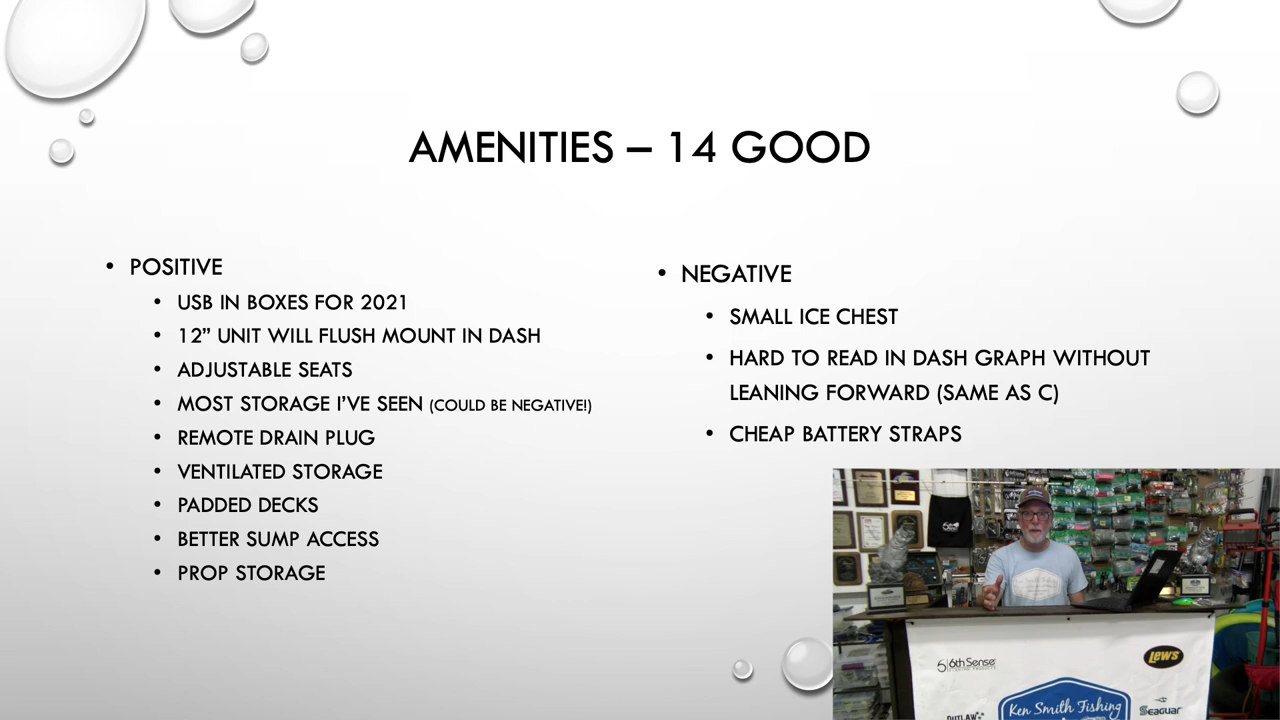 AMENITIES – 14 GOOD
• POSITIVE
• USB IN BOXES FOR 2021
• 12” UNIT WILL FLUSH MOUNT IN DASH
• ADJUSTABLE SEATS
• MOST STORAGE I’VE SEEN (COULD BE NEGATIVE!)
• REMOTE DRAIN PLUG
• VENTILATED STORAGE
• PADDED DECKS
• BETTER SUMP ACCESS
• PROP STORAGE
• NEGATIVE
• SMALL ICE CHEST
• HARD TO READ IN DASH GRAPH WITHOUT
LEANING FORWARD (SAME AS C)
• CHEAP BATTERY STRAPS
6th Sense
Lew's
Ken Smith Fishing
OUTLAW
Seaguar